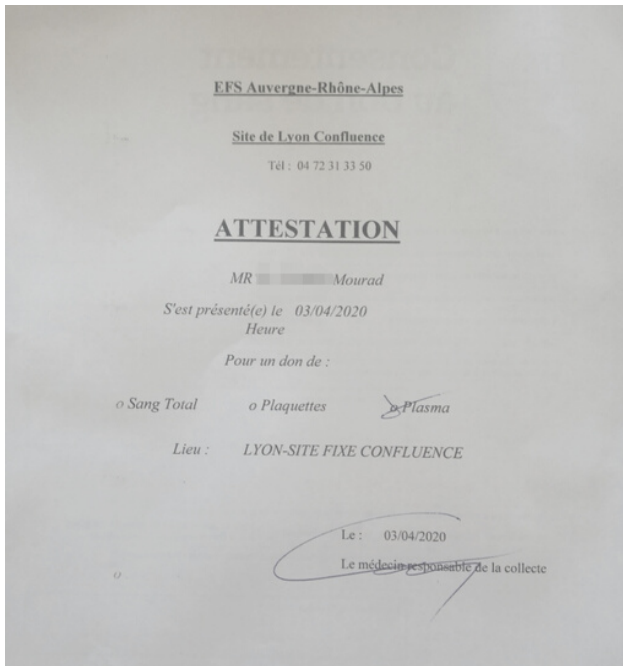 EFS Auvergne-Rhône-Alpes
Site de Lyon Confluence
Tél : 04 72 31 33 50
ATTESTATION
MR Mourad
S'est présenté(e) le 03/04/2020
Heure
Pour un don de :
o Sang Total o Plaquettes o Plasma
Lieu : LYON-SITE FIXE CONFLUENCE
Le : 03/04/2020
Le médecin responsable de la collecte
o